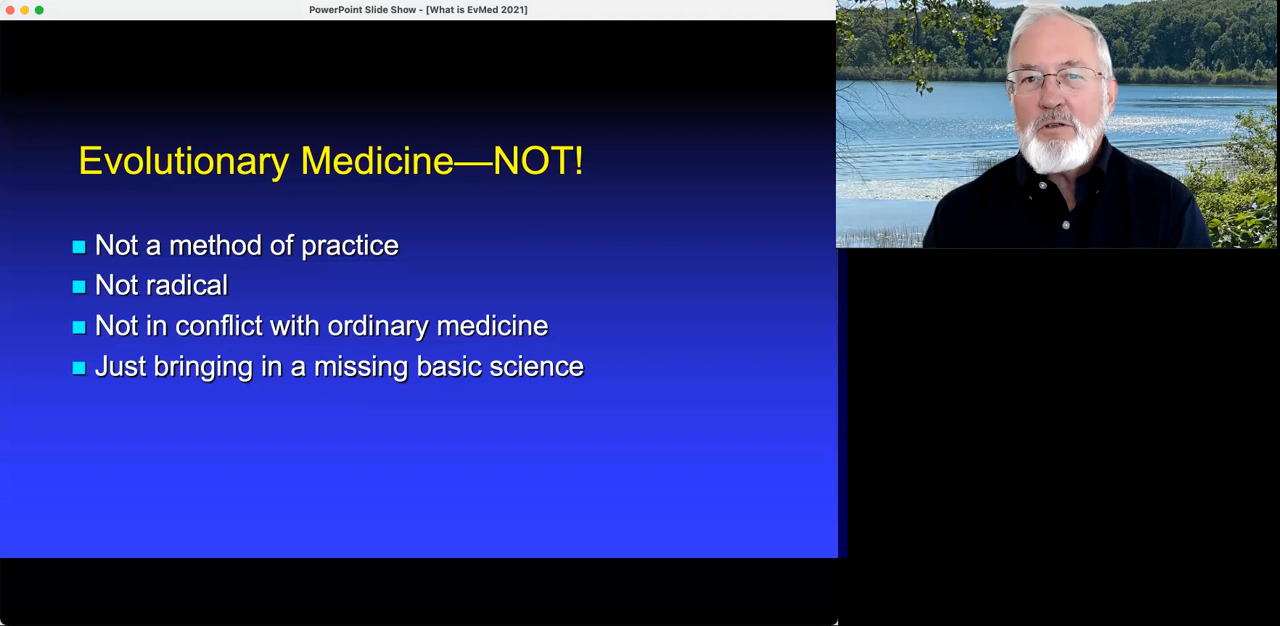 PowerPoint Slide Show - [What is EvMed 2021]
Evolutionary Medicine—NOT!
Not a method of practice
Not radical
Not in conflict with ordinary medicine
Just bringing in a missing basic science